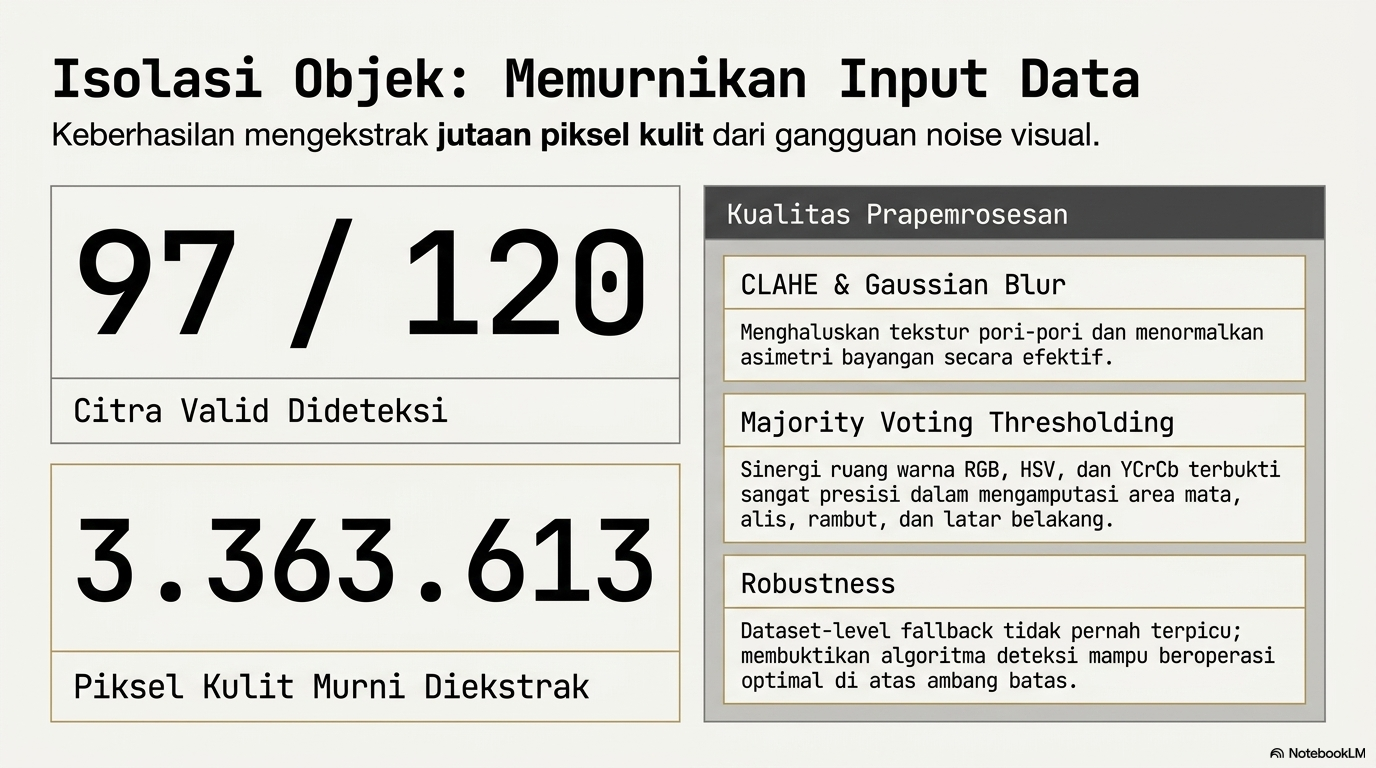 Isolasi Objek: Memurnikan Input Data
Keberhasilan mengekstrak jutaan piksel kulit dari gangguan noise visual.
97 / 120
Citra Valid Dideteksi
3.363.613
Piksel Kulit Murni Diekstrak
Kualitas Prapemrosesan
CLAHE & Gaussian Blur
Menghaluskan tekstur pori-pori dan menormalkan
asimetri bayangan secara efektif.
Majority Voting Thresholding
Sinergi ruang warna RGB, HSV, dan YCrCb terbukti
sangat presisi dalam mengamputasi area mata,
alis, rambut, dan latar belakang.
Robustness
Dataset-level fallback tidak pernah terpicu;
membuktikan algoritma deteksi mampu beroperasi
optimal di atas ambang batas.
NotebookLM